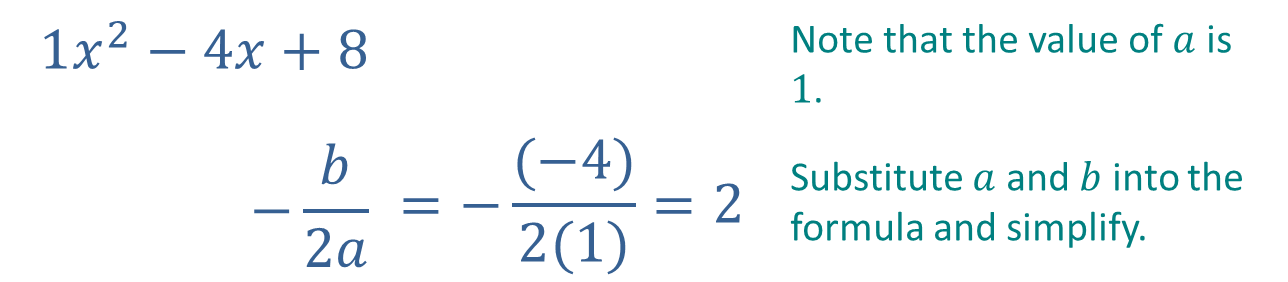 1x² − 4x + 8
Note that the value of a is
1.
−b/2a = −(−4)/2(1) = 2
Substitute a and b into the
formula and simplify.